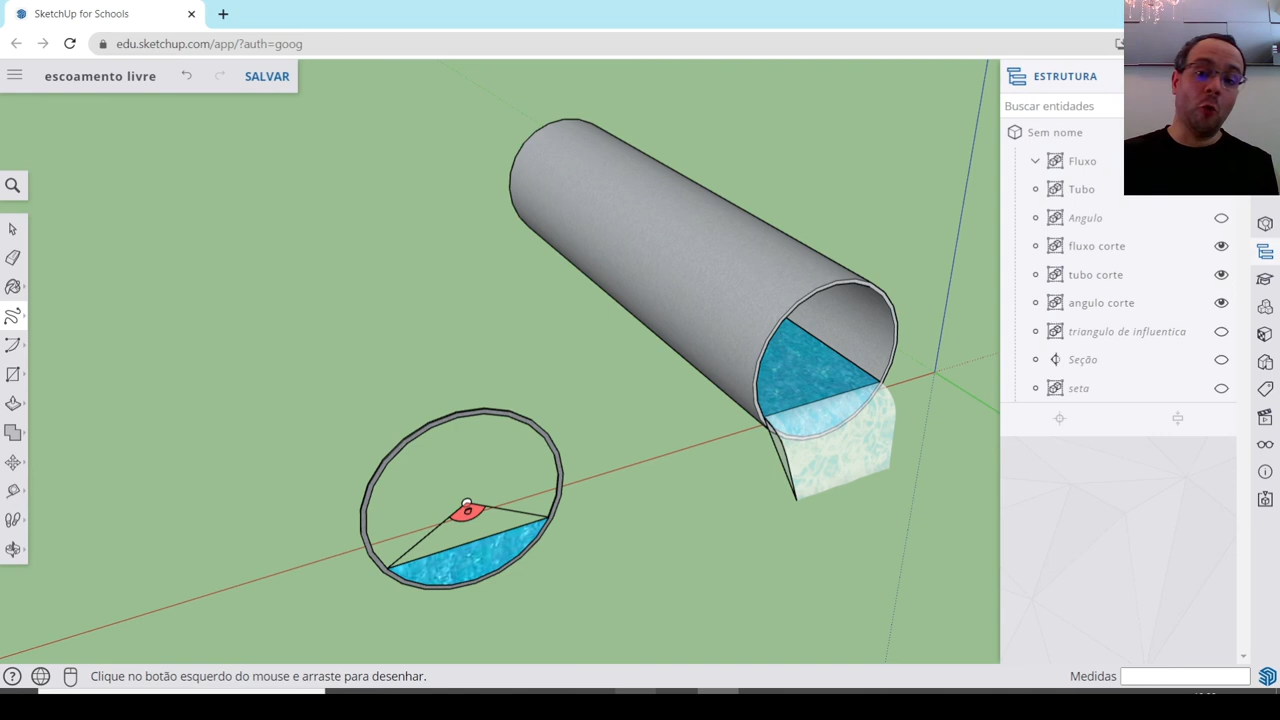 SketchUp for Schools
edu.sketchup.com/app/?auth=goog
escoamento livre
SALVAR
ESTRUTURA
Buscar entidades
Sem nome
Fluxo
Tubo
Angulo
fluxo corte
tubo corte
angulo corte
triangulo de influentica
Seção
seta
Clique no botão esquerdo do mouse e arraste para desenhar.
Medidas